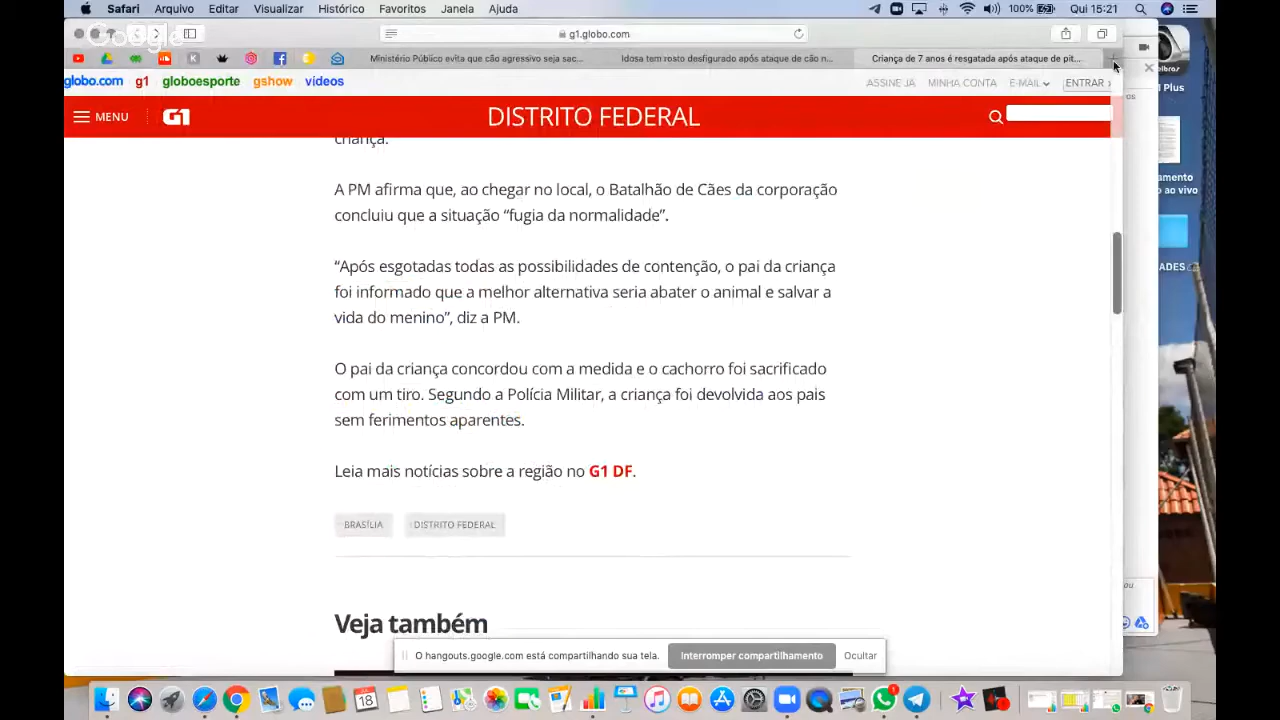 Safari Arquivo Editar Visualizar Histórico Favoritos Janela Ajuda 100% Qui 15:21
Google
g1.globo.com
Ministério Público evita que cão agressivo seja sac... Idosa tem rosto desfigurado após ataque de cão n... Criança de 7 anos é resgatada após ataque de pit...
globo.com g1 globoesporte gshow vídeos ASSINE JÁ MINHA CONTA E-MAIL ENTRAR
MENU G1 DISTRITO FEDERAL
criança.
A PM afirma que, ao chegar no local, o Batalhão de Cães da corporação
concluiu que a situação “fugia da normalidade”.
“Após esgotadas todas as possibilidades de contenção, o pai da criança
foi informado que a melhor alternativa seria abater o animal e salvar a
vida do menino”, diz a PM.
O pai da criança concordou com a medida e o cachorro foi sacrificado
com um tiro. Segundo a Polícia Militar, a criança foi devolvida aos pais
sem ferimentos aparentes.
Leia mais notícias sobre a região no G1 DF.
BRASÍLIA DISTRITO FEDERAL
Veja também
O hangouts.google.com está compartilhando sua tela. Interromper compartilhamento Ocultar
Plus
amento
o ao vivo
ADES
18